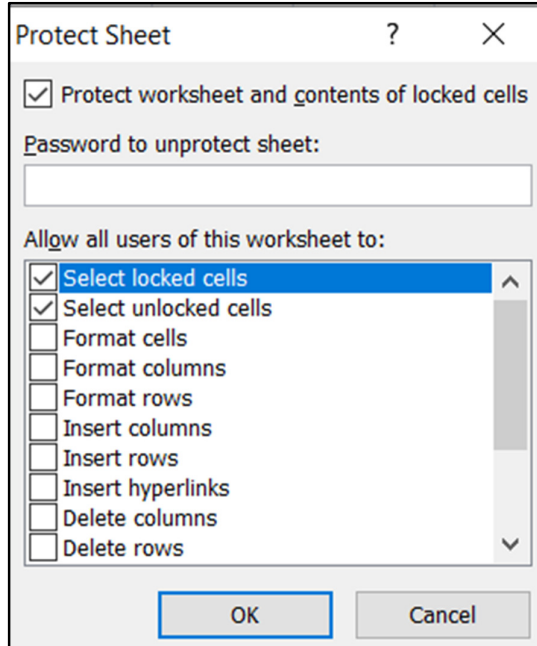 Protect Sheet ?
Protect worksheet and contents of locked cells
Password to unprotect sheet:
Allow all users of this worksheet to:
Select locked cells
Select unlocked cells
Format cells
Format columns
Format rows
Insert columns
Insert rows
Insert hyperlinks
Delete columns
Delete rows
OK Cancel